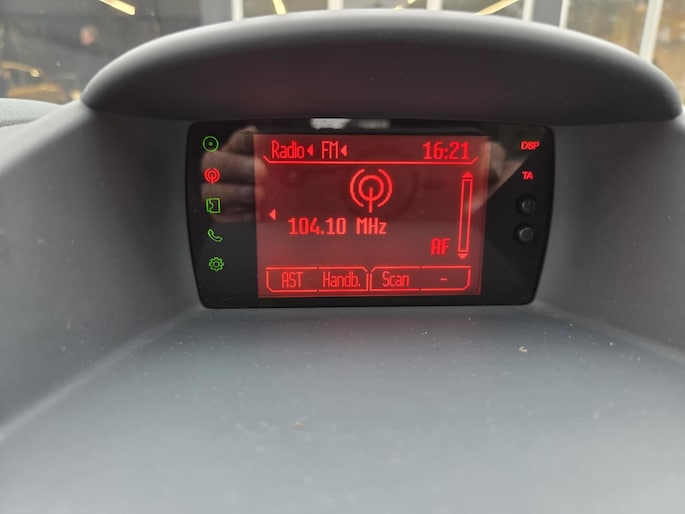 Radio FM 16:21
DSP
TA
104.10 MHz
AF
AST Handb. Scan –